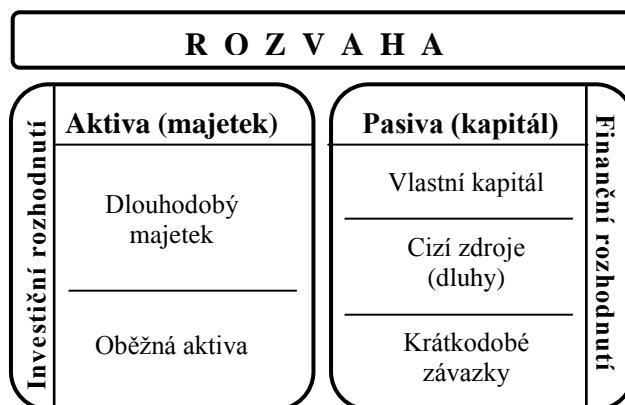 ROZVAHA
Investiční rozhodnutí
Aktiva (majetek)
Dlouhodobý
majetek
Oběžná aktiva
Pasiva (kapitál)
Vlastní kapitál
Cizí zdroje
(dluhy)
Krátkodobé
závazky
Finanční rozhodnutí